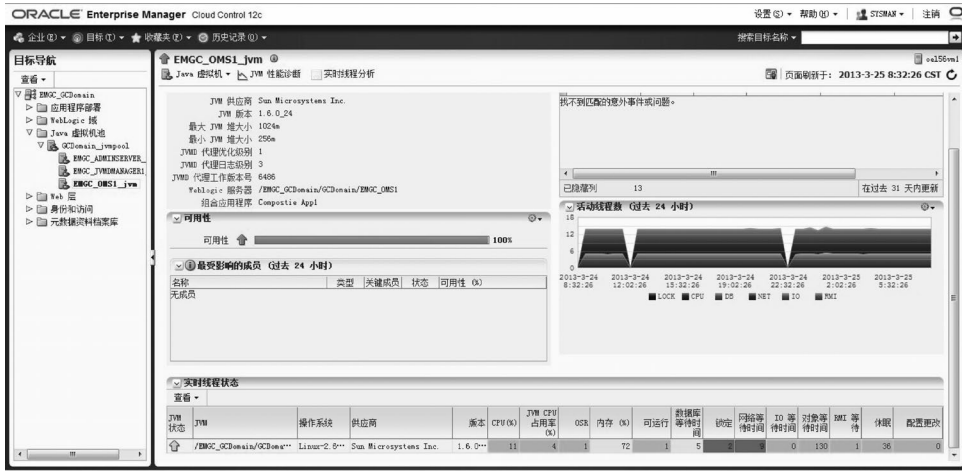 ORACLE Enterprise Manager Cloud Control 12c
设置(S) 帮助(H) SYSMAN 注销
企业(E) 目标(T) 收藏夹(F) 历史记录(O)
搜索目标名称
目标导航
查看
EMGC_GCDomain
应用程序部署
WebLogic 域
Java 虚拟机池
GCDomain_jvmpool
EMGC_ADMINSERVER_
EMGC_JVMDMANAGER1
EMGC_OMS1_jvm
Web 层
身份和访问
元数据资料档案库
EMGC_OMS1_jvm
oel56vm1
Java 虚拟机 JVM 性能诊断 实时线程分析
页面刷新于: 2013-3-25 8:32:26 CST
JVM 供应商 Sun Microsystems Inc.
JVM 版本 1.6.0_24
最大 JVM 堆大小 1024m
最小 JVM 堆大小 256m
JVMD 代理优化级别 1
JVMD 代理日志级别 3
JVMD 代理工作版本号 6486
Weblogic 服务器 /EMGC_GCDomain/GCDomain/EMGC_OMS1
组合应用程序 Compostie Appl
可用性
可用性 100%
最受影响的成员 (过去 24 小时)
名称 类型 关键成员 状态 可用性 (%)
无成员
找不到匹配的意外事件或问题。
已隐藏列 13 在过去 31 天内更新
活动线程数 (过去 24 小时)
18
12
6
0
2013-3-24 2013-3-24 2013-3-24 2013-3-24 2013-3-24 2013-3-25 2013-3-25
8:32:26 12:02:26 15:32:26 19:02:26 22:32:26 2:02:26 5:32:26
LOCK CPU DB NET IO RMI
实时线程状态
查看
JVM 状态 JVM 操作系统 供应商 版本 CPU(%) JVM CPU 占用率 (%) OSR 内存 (%) 可运行 数据库等待时间 锁定 网络等待时间 IO 等待时间 对象等待时间 RMI 等待 休眠 配置更改
/EMGC_GCDomain/GCDoma… Linux-2.6… Sun Microsystems Inc. 1.6.0… 11 4 1 72 1 5 2 9 0 130 1 36 0